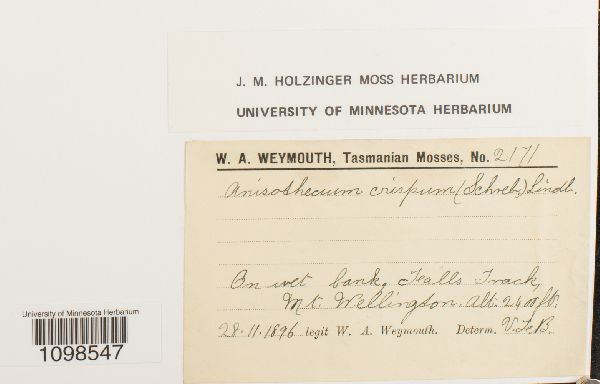 J. M. HOLZINGER MOSS HERBARIUM
UNIVERSITY OF MINNESOTA HERBARIUM
W. A. WEYMOUTH, Tasmanian Mosses, No. 2171
Anisothecium crispum (Schreb.) Lindb.
On wet bank, Falls Track,
Mt. Wellington. Alt. 2400 ft.
28.11.1896 legit W. A. Weymouth. Determ. V.F.B.
University of Minnesota Herbarium
1098547